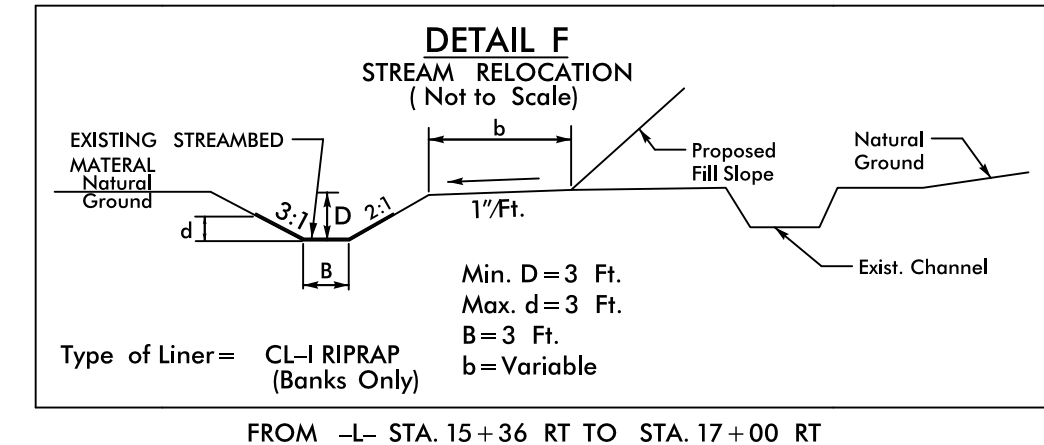 DETAIL F
STREAM RELOCATION
( Not to Scale)
b
EXISTING STREAMBED
MATERAL
Natural
Ground
Proposed
Fill Slope
Natural
Ground
1"/Ft.
3:1
D
2:1
d
B
Exist. Channel
Min. D = 3 Ft.
Max. d = 3 Ft.
B = 3 Ft.
b = Variable
Type of Liner = CL-I RIPRAP
(Banks Only)
FROM -L- STA. 15+36 RT TO STA. 17+00 RT